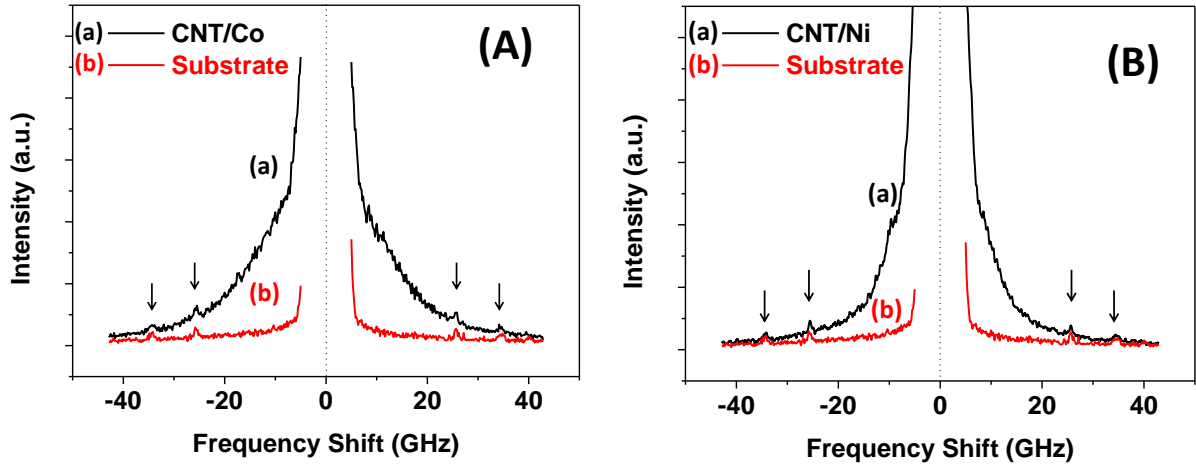 (a) CNT/Co
(b) Substrate
(A)
(a)
(b)
Intensity (a.u.)
-40 -20 0 20 40
Frequency Shift (GHz)
(a) CNT/Ni
(b) Substrate
(B)
(a)
(b)
Intensity (a.u.)
-40 -20 0 20 40
Frequency Shift (GHz)